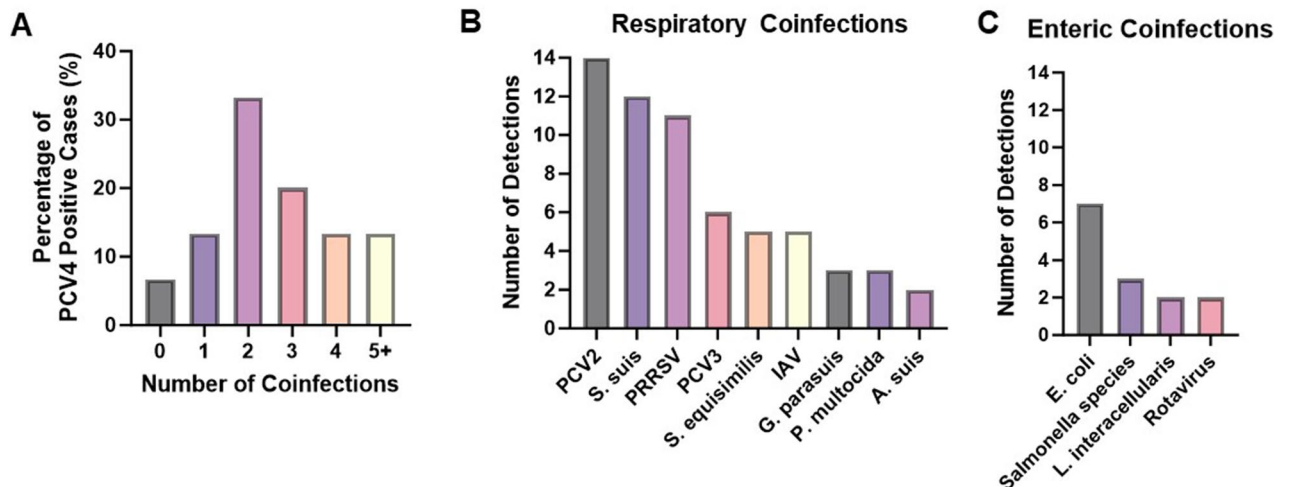 A
Percentage of
PCV4 Positive Cases (%)
40
30
20
10
0
0 1 2 3 4 5+
Number of Coinfections
B
Respiratory Coinfections
Number of Detections
14
12
10
8
6
4
2
0
PCV2
S. suis
PRRSV
PCV3
S. equisimilis
IAV
G. parasuis
P. multocida
A. suis
C
Enteric Coinfections
Number of Detections
14
12
10
8
6
4
2
0
E. coli
Salmonella species
L. interacellularis
Rotavirus